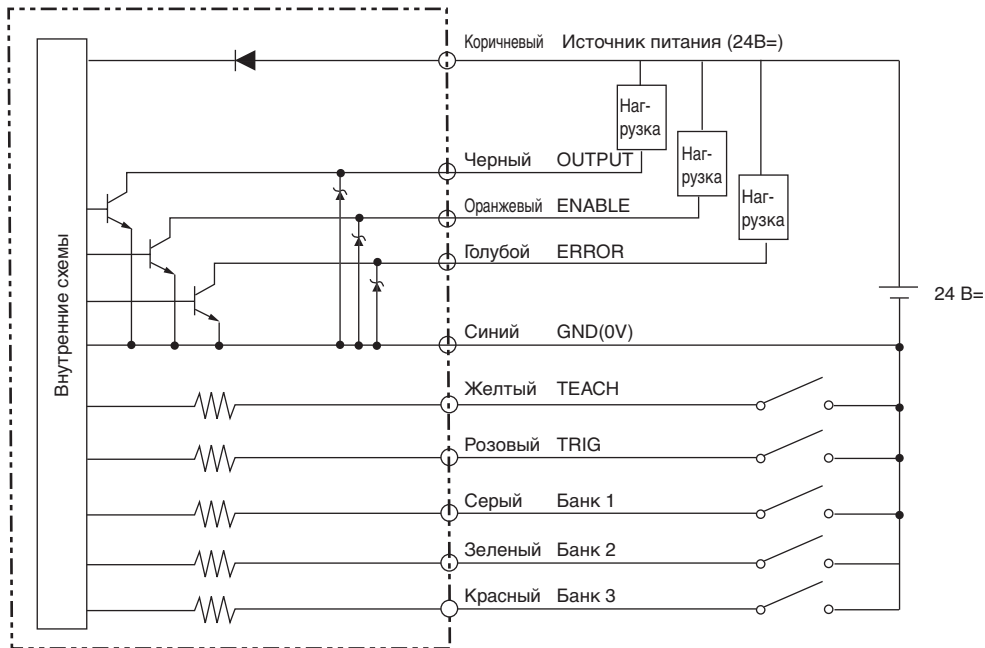 Коричневый Источник питания (24В=)
Наг-
рузка
Черный OUTPUT
Наг-
рузка
Оранжевый ENABLE
Наг-
рузка
Голубой ERROR
24 В=
Синий GND(0V)
Внутренние схемы
Желтый TEACH
Розовый TRIG
Серый Банк 1
Зеленый Банк 2
Красный Банк 3